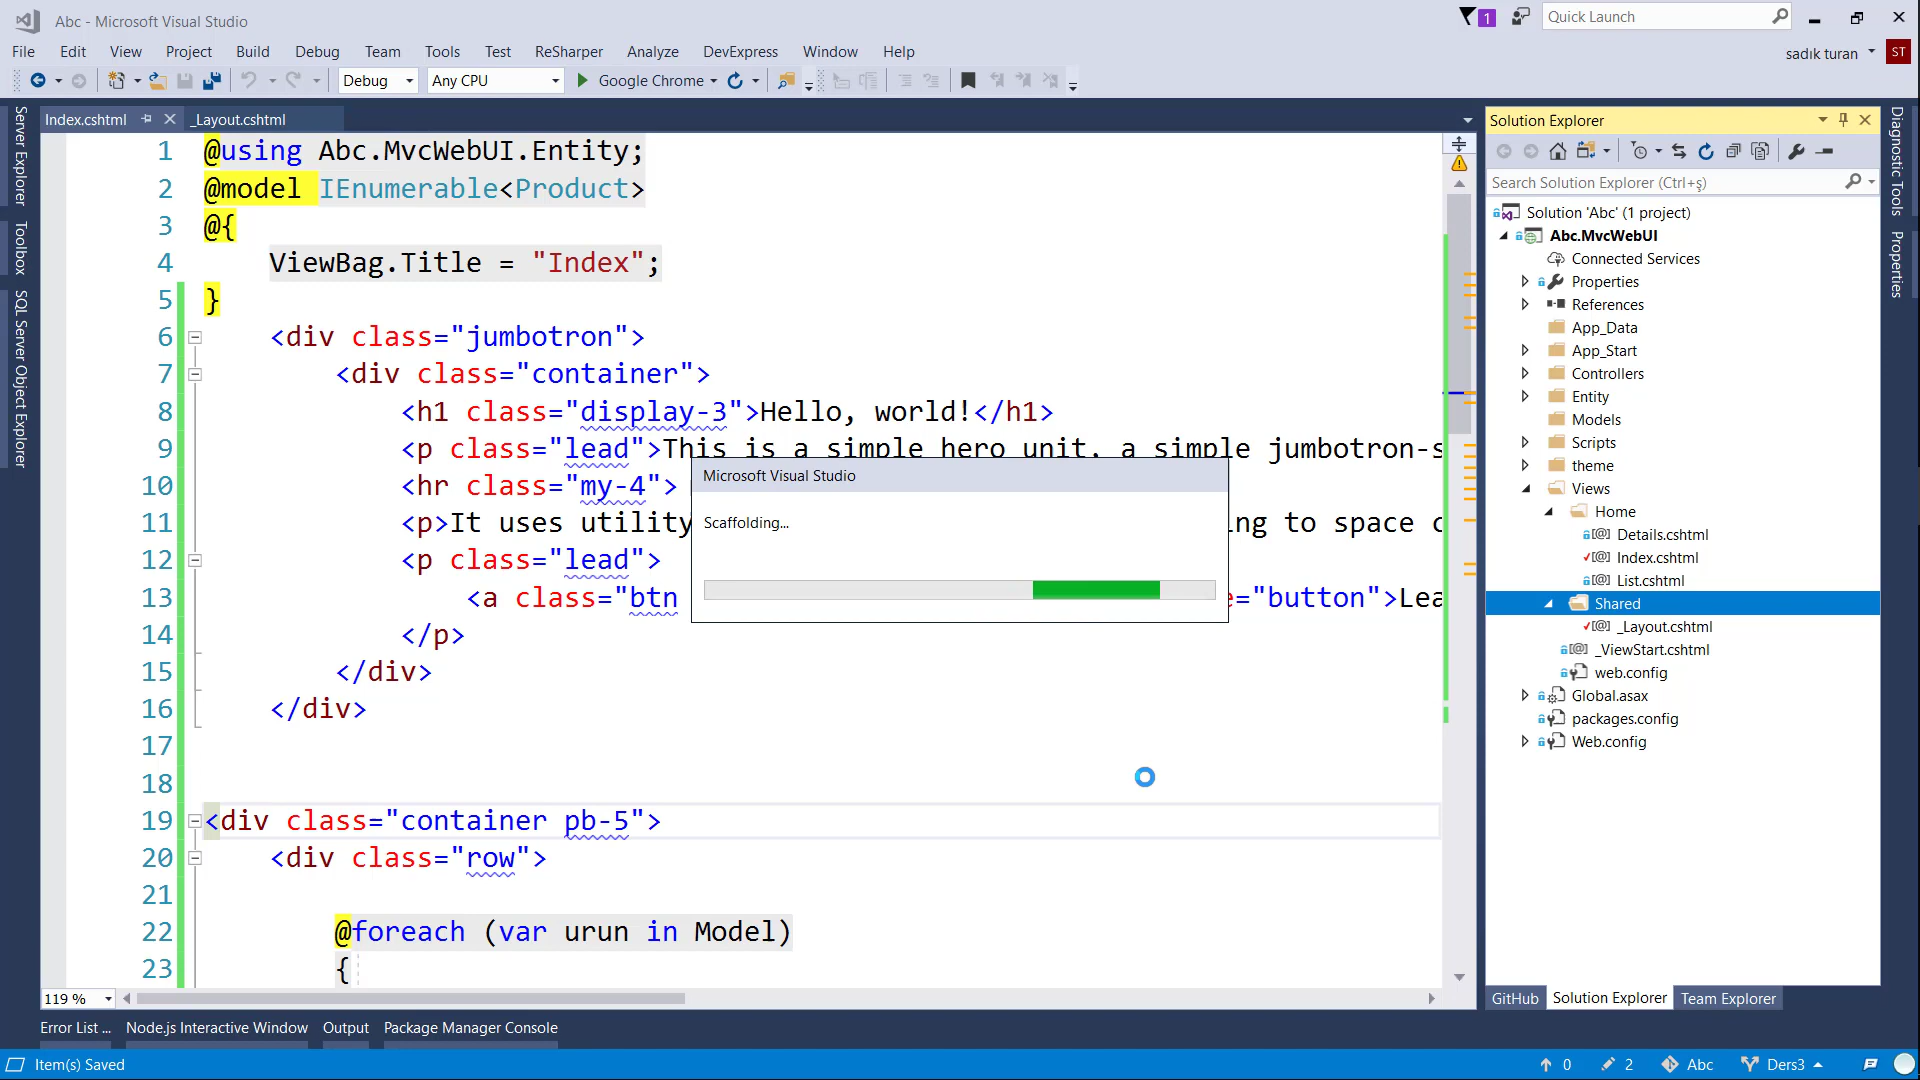 Abc - Microsoft Visual Studio
1
Quick Launch
File Edit View Project Build Debug Team Tools Test ReSharper Analyze DevExpress Window Help
sadık turan ST
Debug Any CPU Google Chrome
Index.cshtml _Layout.cshtml
Server Explorer
Toolbox
SQL Server Object Explorer
1 @using Abc.MvcWebUI.Entity;
2 @model IEnumerable<Product>
3 @{
4 ViewBag.Title = "Index";
5 }
6 <div class="jumbotron">
7 <div class="container">
8 <h1 class="display-3">Hello, world!</h1>
9 <p class="lead">This is a simple hero unit, a simple jumbotron-s
10 <hr class="my-4">
11 <p>It uses utility ng to space c
12 <p class="lead">
13 <a class="btn e="button">Lea
14 </p>
15 </div>
16 </div>
17
18
19 <div class="container pb-5">
20 <div class="row">
21
22 @foreach (var urun in Model)
23 {
Microsoft Visual Studio
Scaffolding...
119 %
Solution Explorer
Search Solution Explorer (Ctrl+ş)
Solution 'Abc' (1 project)
Abc.MvcWebUI
Connected Services
Properties
References
App_Data
App_Start
Controllers
Entity
Models
Scripts
theme
Views
Home
Details.cshtml
Index.cshtml
List.cshtml
Shared
_Layout.cshtml
_ViewStart.cshtml
web.config
Global.asax
packages.config
Web.config
GitHub Solution Explorer Team Explorer
Diagnostic Tools
Properties
Error List ... Node.js Interactive Window Output Package Manager Console
Item(s) Saved
0 2 Abc Ders3